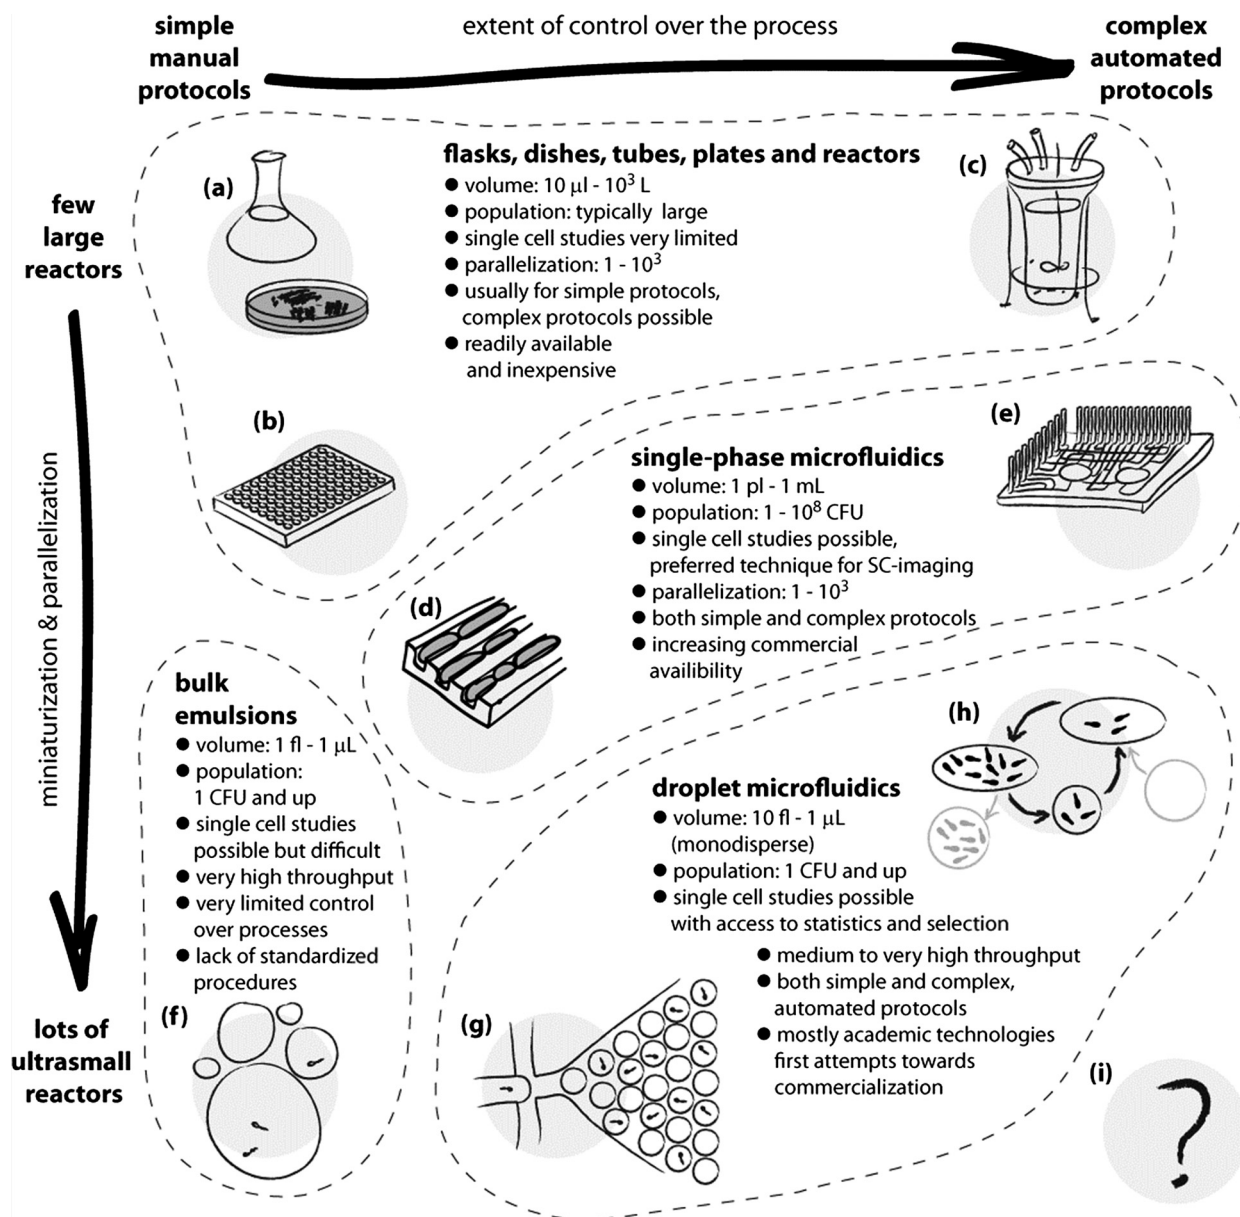 simple
manual
protocols
extent of control over the process
complex
automated
protocols
few
large
reactors
miniaturization & parallelization
lots of
ultrasmall
reactors
(a)
flasks, dishes, tubes, plates and reactors
● volume: 10 µl - 10³ L
● population: typically large
● single cell studies very limited
● parallelization: 1 - 10³
● usually for simple protocols,
complex protocols possible
● readily available
and inexpensive
(c)
(b)
(e)
single-phase microfluidics
● volume: 1 pl - 1 mL
● population: 1 - 10⁸ CFU
● single cell studies possible,
preferred technique for SC-imaging
● parallelization: 1 - 10³
● both simple and complex protocols
● increasing commercial
availibility
(d)
bulk
emulsions
● volume: 1 fl - 1 µL
● population:
1 CFU and up
● single cell studies
possible but difficult
● very high throughput
● very limited control
over processes
● lack of standardized
procedures
(f)
(h)
droplet microfluidics
● volume: 10 fl - 1 µL
(monodisperse)
● population: 1 CFU and up
● single cell studies possible
with access to statistics and selection
● medium to very high throughput
● both simple and complex,
automated protocols
● mostly academic technologies
first attempts towards
commercialization
(g)
(i)
?